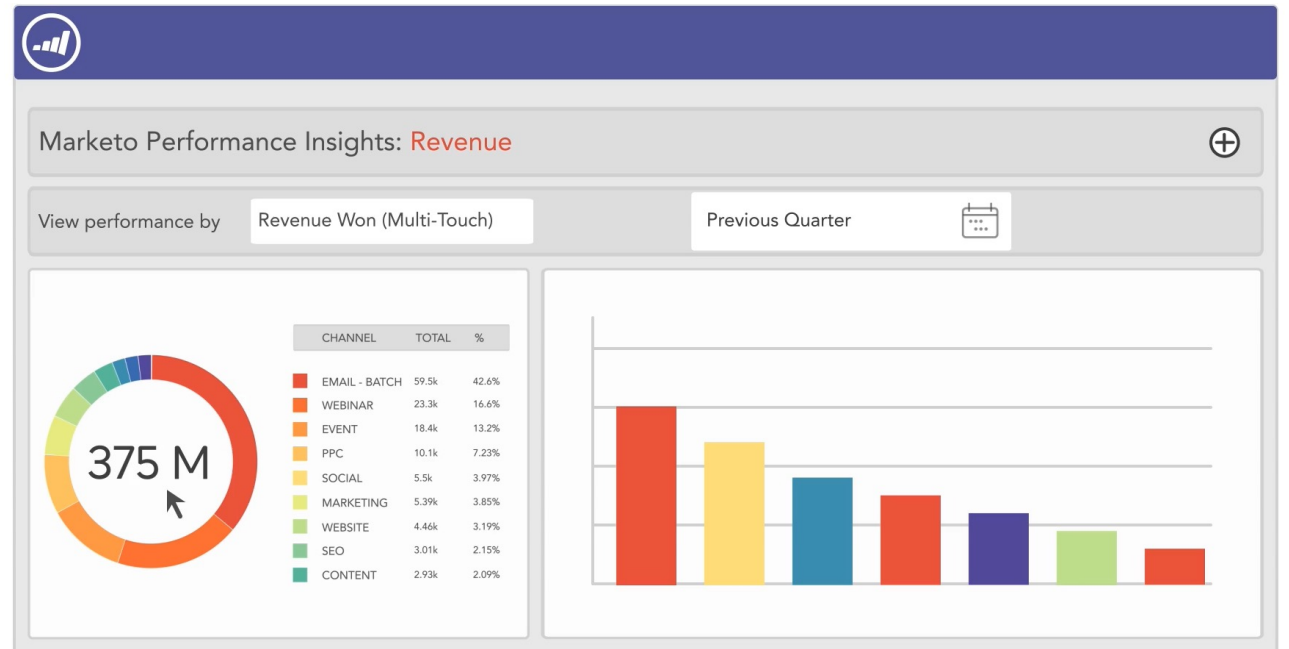 Marketo Performance Insights: Revenue
View performance by Revenue Won (Multi-Touch) Previous Quarter
375 M
CHANNEL TOTAL %
EMAIL - BATCH 59.5k 42.6%
WEBINAR 23.3k 16.6%
EVENT 18.4k 13.2%
PPC 10.1k 7.23%
SOCIAL 5.5k 3.97%
MARKETING 5.39k 3.85%
WEBSITE 4.46k 3.19%
SEO 3.01k 2.15%
CONTENT 2.93k 2.09%